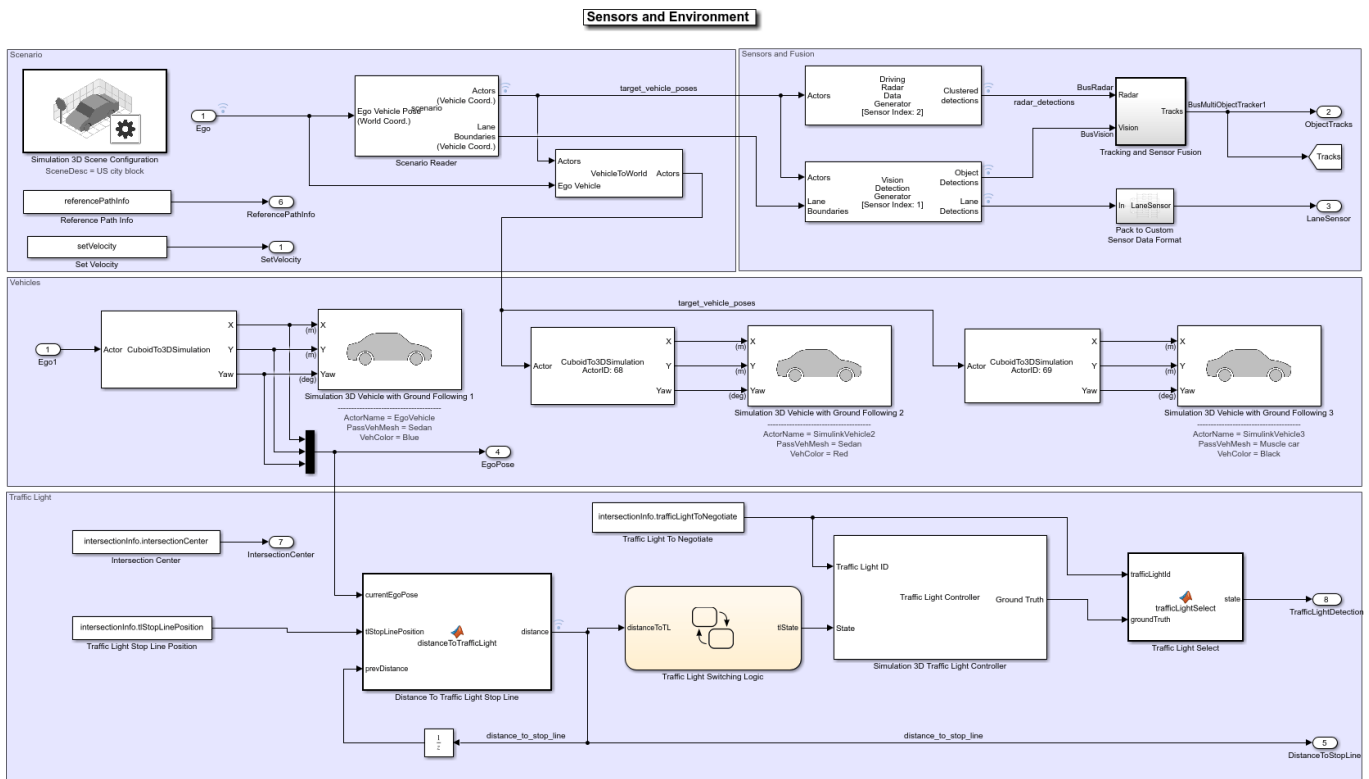 Sensors and Environment
Scenario
Simulation 3D Scene Configuration
SceneDesc = US city block
1
Ego
Ego Vehicle Pose
(World Coord.)
scenario
Actors
(Vehicle Coord.)
Lane
Boundaries
(Vehicle Coord.)
Scenario Reader
target_vehicle_poses
Actors
Ego Vehicle
VehicleToWorld
Actors
referencePathInfo
Reference Path Info
6
ReferencePathInfo
setVelocity
Set Velocity
1
SetVelocity
Sensors and Fusion
Actors
Driving
Radar
Data
Generator
[Sensor Index: 2]
Clustered
detections
radar_detections
BusRadar
BusVision
Radar
Vision
Tracks
Tracking and Sensor Fusion
BusMultiObjectTracker1
2
ObjectTracks
Tracks
Actors
Lane
Boundaries
Vision
Detection
Generator
[Sensor Index: 1]
Object
Detections
Lane
Detections
In
LaneSensor
Pack to Custom
Sensor Data Format
3
LaneSensor
Vehicles
1
Ego1
Actor
CuboidTo3DSimulation
X
Y
Yaw
(m)
(m)
(deg)
X
Y
Yaw
Simulation 3D Vehicle with Ground Following 1
------------------------------------
ActorName = EgoVehicle
PassVehMesh = Sedan
VehColor = Blue
4
EgoPose
target_vehicle_poses
Actor
CuboidTo3DSimulation
ActorID: 68
X
Y
Yaw
(m)
(m)
(deg)
X
Y
Yaw
Simulation 3D Vehicle with Ground Following 2
------------------------------------
ActorName = SimulinkVehicle2
PassVehMesh = Sedan
VehColor = Red
Actor
CuboidTo3DSimulation
ActorID: 69
X
Y
Yaw
(m)
(m)
(deg)
X
Y
Yaw
Simulation 3D Vehicle with Ground Following 3
------------------------------------
ActorName = SimulinkVehicle3
PassVehMesh = Muscle car
VehColor = Black
Traffic Light
intersectionInfo.intersectionCenter
Intersection Center
7
IntersectionCenter
intersectionInfo.tlStopLinePosition
Traffic Light Stop Line Position
currentEgoPose
tlStopLinePosition
prevDistance
distanceToTrafficLight
distance
Distance To Traffic Light Stop Line
1
z
distance_to_stop_line
intersectionInfo.trafficLightToNegotiate
Traffic Light To Negotiate
distanceToTL
tlState
Traffic Light Switching Logic
Traffic Light ID
State
Traffic Light Controller
Ground Truth
Simulation 3D Traffic Light Controller
trafficLightId
groundTruth
trafficLightSelect
state
Traffic Light Select
8
TrafficLightDetection
distance_to_stop_line
5
DistanceToStopLine